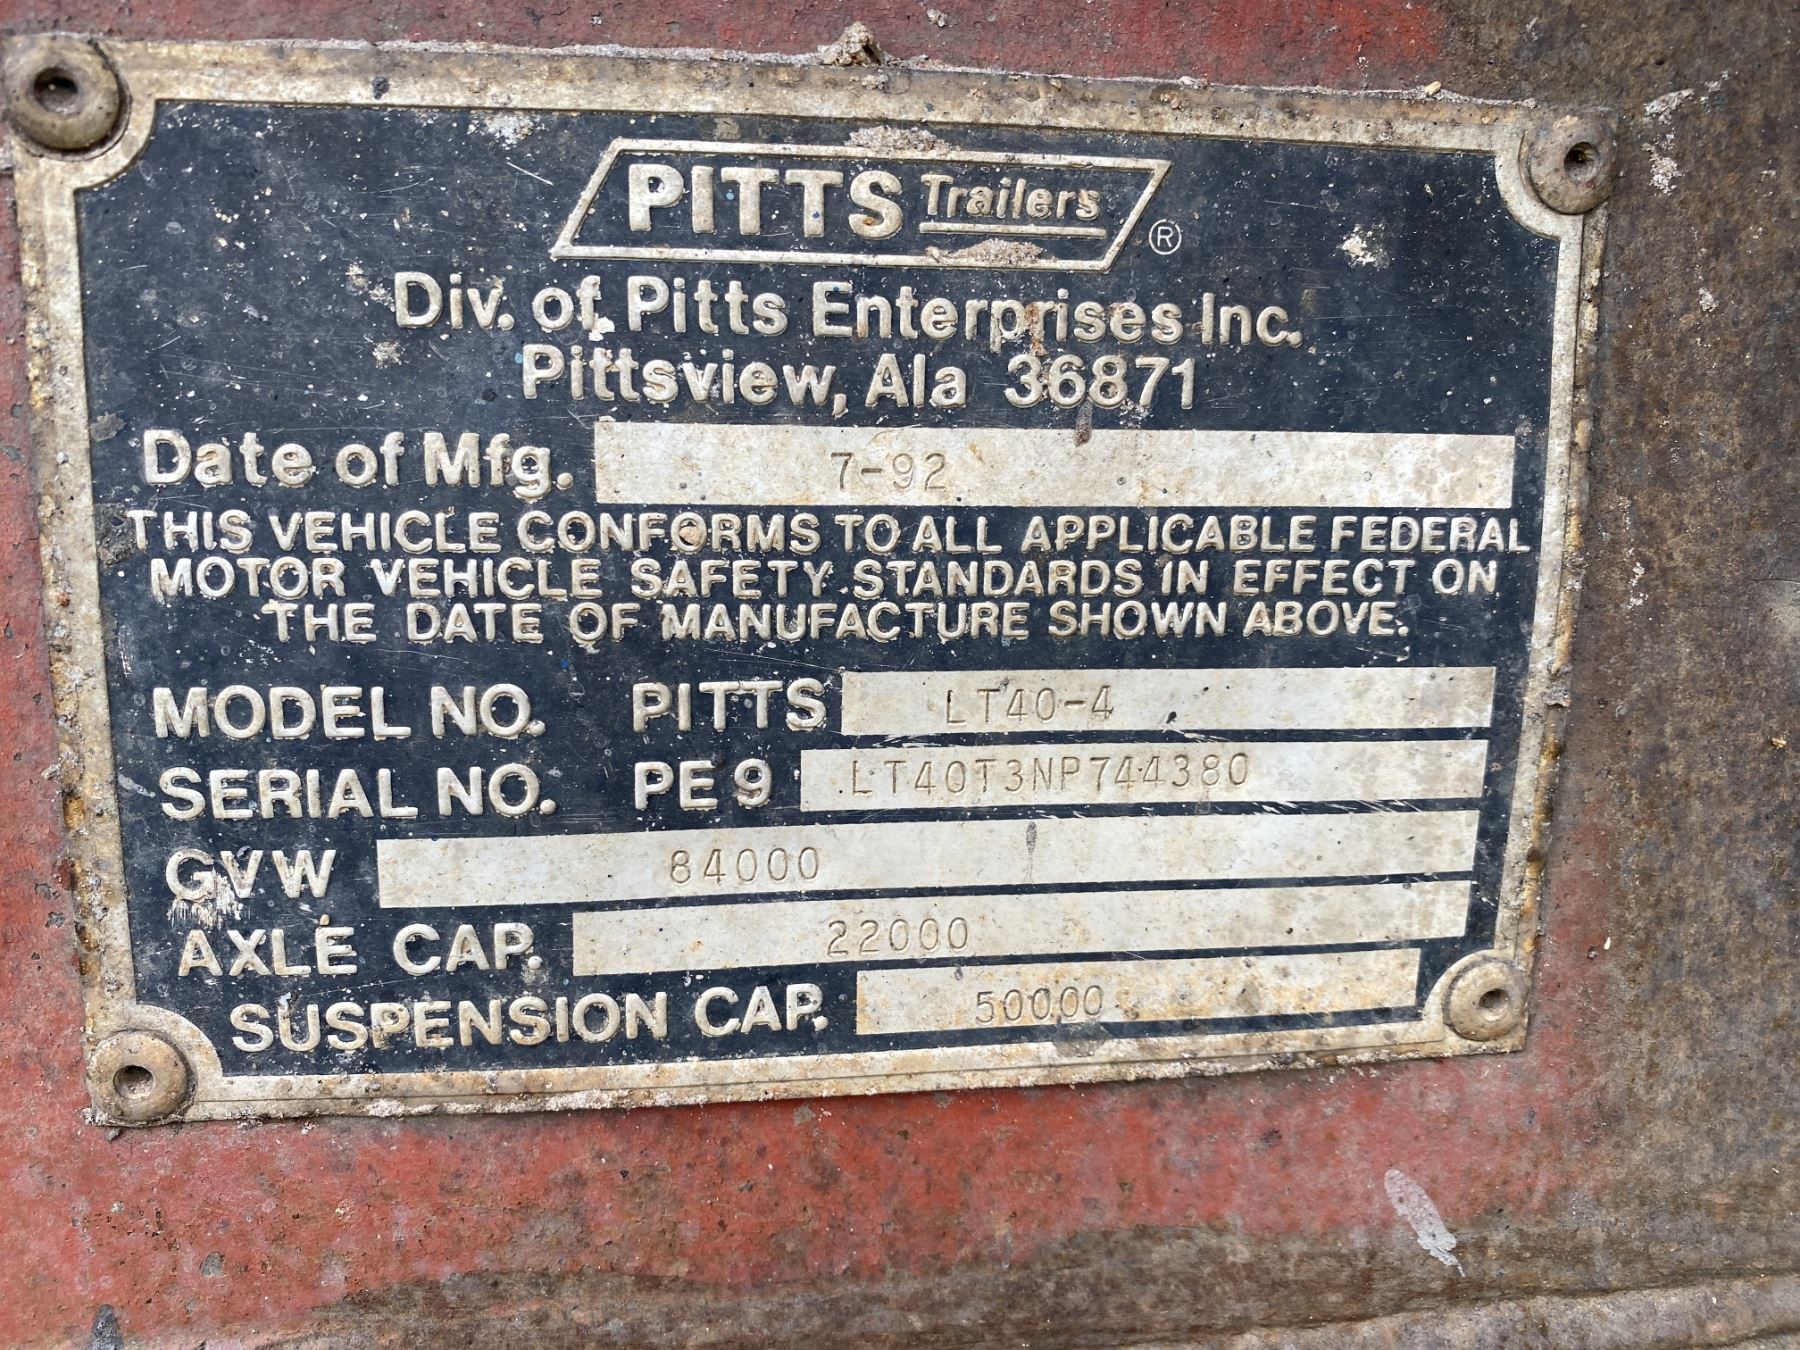 PITTS Trailers ®
Div. of Pitts Enterprises Inc.
Pittsview, Ala 36871
Date of Mfg. 7-92
THIS VEHICLE CONFORMS TO ALL APPLICABLE FEDERAL
MOTOR VEHICLE SAFETY STANDARDS IN EFFECT ON
THE DATE OF MANUFACTURE SHOWN ABOVE.
MODEL NO. PITTS LT40-4
SERIAL NO. PE9 LT40T3NP744380
GVW 84000
AXLE CAP. 22000
SUSPENSION CAP. 50000